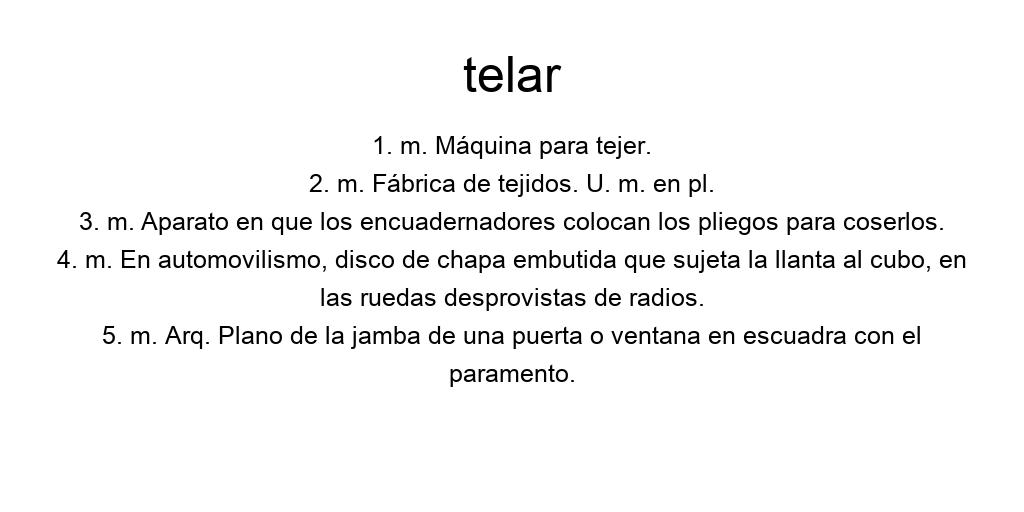 telar
1. m. Máquina para tejer.
2. m. Fábrica de tejidos. U. m. en pl.
3. m. Aparato en que los encuadernadores colocan los pliegos para coserlos.
4. m. En automovilismo, disco de chapa embutida que sujeta la llanta al cubo, en
las ruedas desprovistas de radios.
5. m. Arq. Plano de la jamba de una puerta o ventana en escuadra con el
paramento.